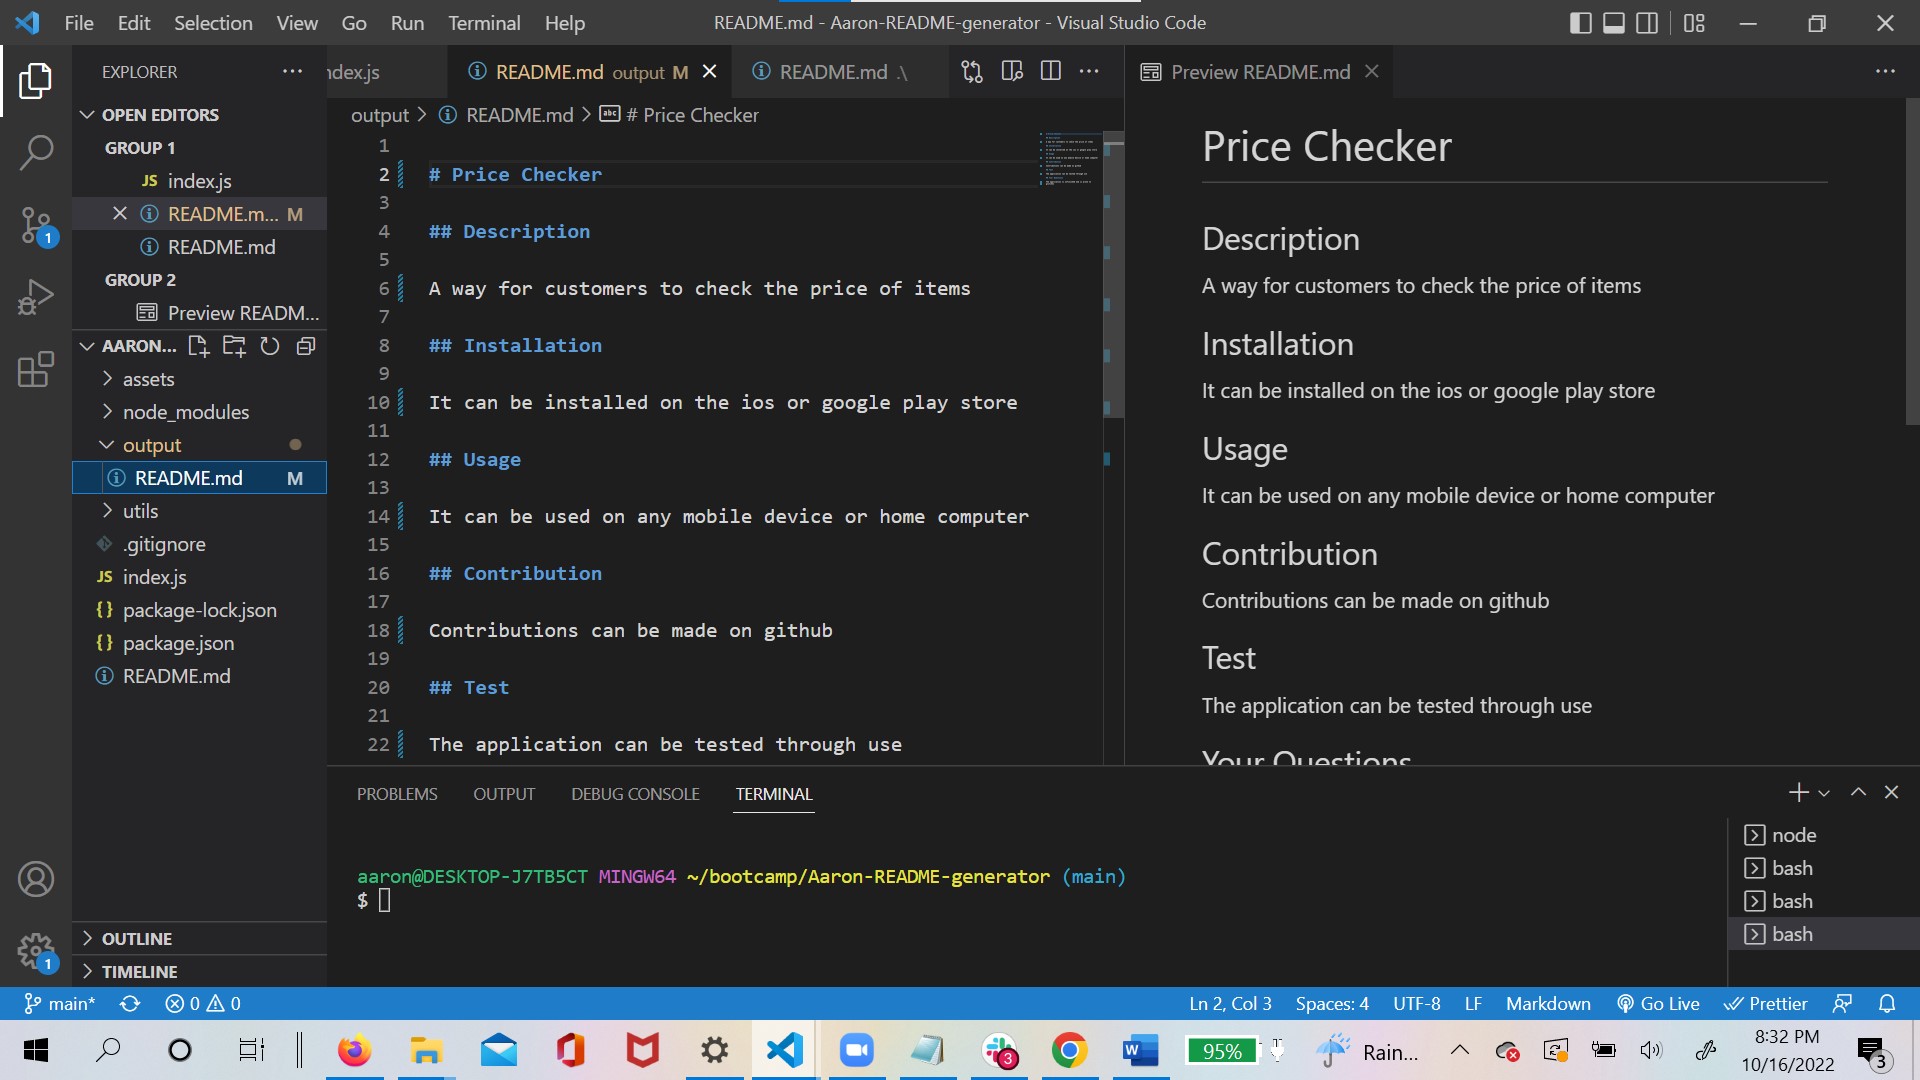 File Edit Selection View Go Run Terminal Help
README.md - Aaron-README-generator - Visual Studio Code
EXPLORER
OPEN EDITORS
GROUP 1
JS index.js
README.m... M
README.md
GROUP 2
Preview READM...
AARON...
assets
node_modules
output
README.md M
utils
.gitignore
JS index.js
{} package-lock.json
{} package.json
README.md
OUTLINE
TIMELINE
1
1
ndex.js
README.md output M
README.md .\
output > README.md > abc # Price Checker
1
2 # Price Checker
3
4 ## Description
5
6 A way for customers to check the price of items
7
8 ## Installation
9
10 It can be installed on the ios or google play store
11
12 ## Usage
13
14 It can be used on any mobile device or home computer
15
16 ## Contribution
17
18 Contributions can be made on github
19
20 ## Test
21
22 The application can be tested through use
Preview README.md
Price Checker
Description
A way for customers to check the price of items
Installation
It can be installed on the ios or google play store
Usage
It can be used on any mobile device or home computer
Contribution
Contributions can be made on github
Test
The application can be tested through use
Your Questions
PROBLEMS OUTPUT DEBUG CONSOLE TERMINAL
aaron@DESKTOP-J7TB5CT MINGW64 ~/bootcamp/Aaron-README-generator (main)
$
node
bash
bash
bash
main* 0 0
Ln 2, Col 3 Spaces: 4 UTF-8 LF Markdown Go Live Prettier
3
W
95%
Rain...
8:32 PM
10/16/2022
3